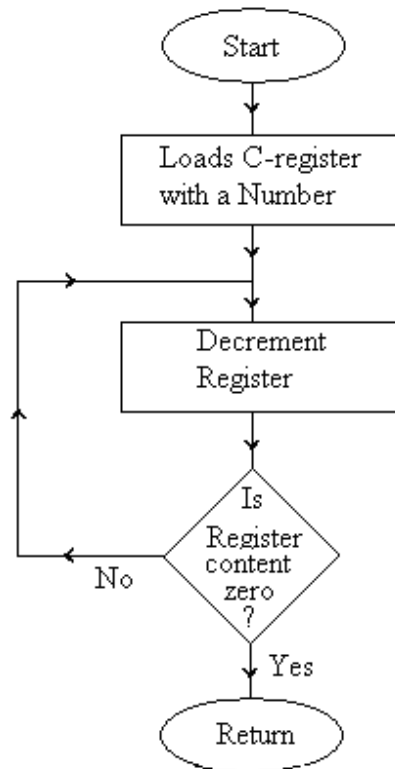 Start
Loads C-register
with a Number
Decrement
Register
Is
Register
content
zero
?
No
Yes
Return